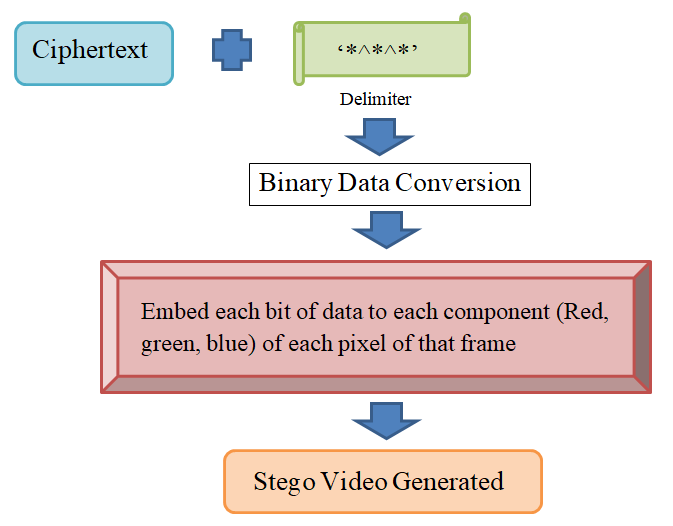 Ciphertext
‘*^*^*’
Delimiter
Binary Data Conversion
Embed each bit of data to each component (Red,
green, blue) of each pixel of that frame
Stego Video Generated